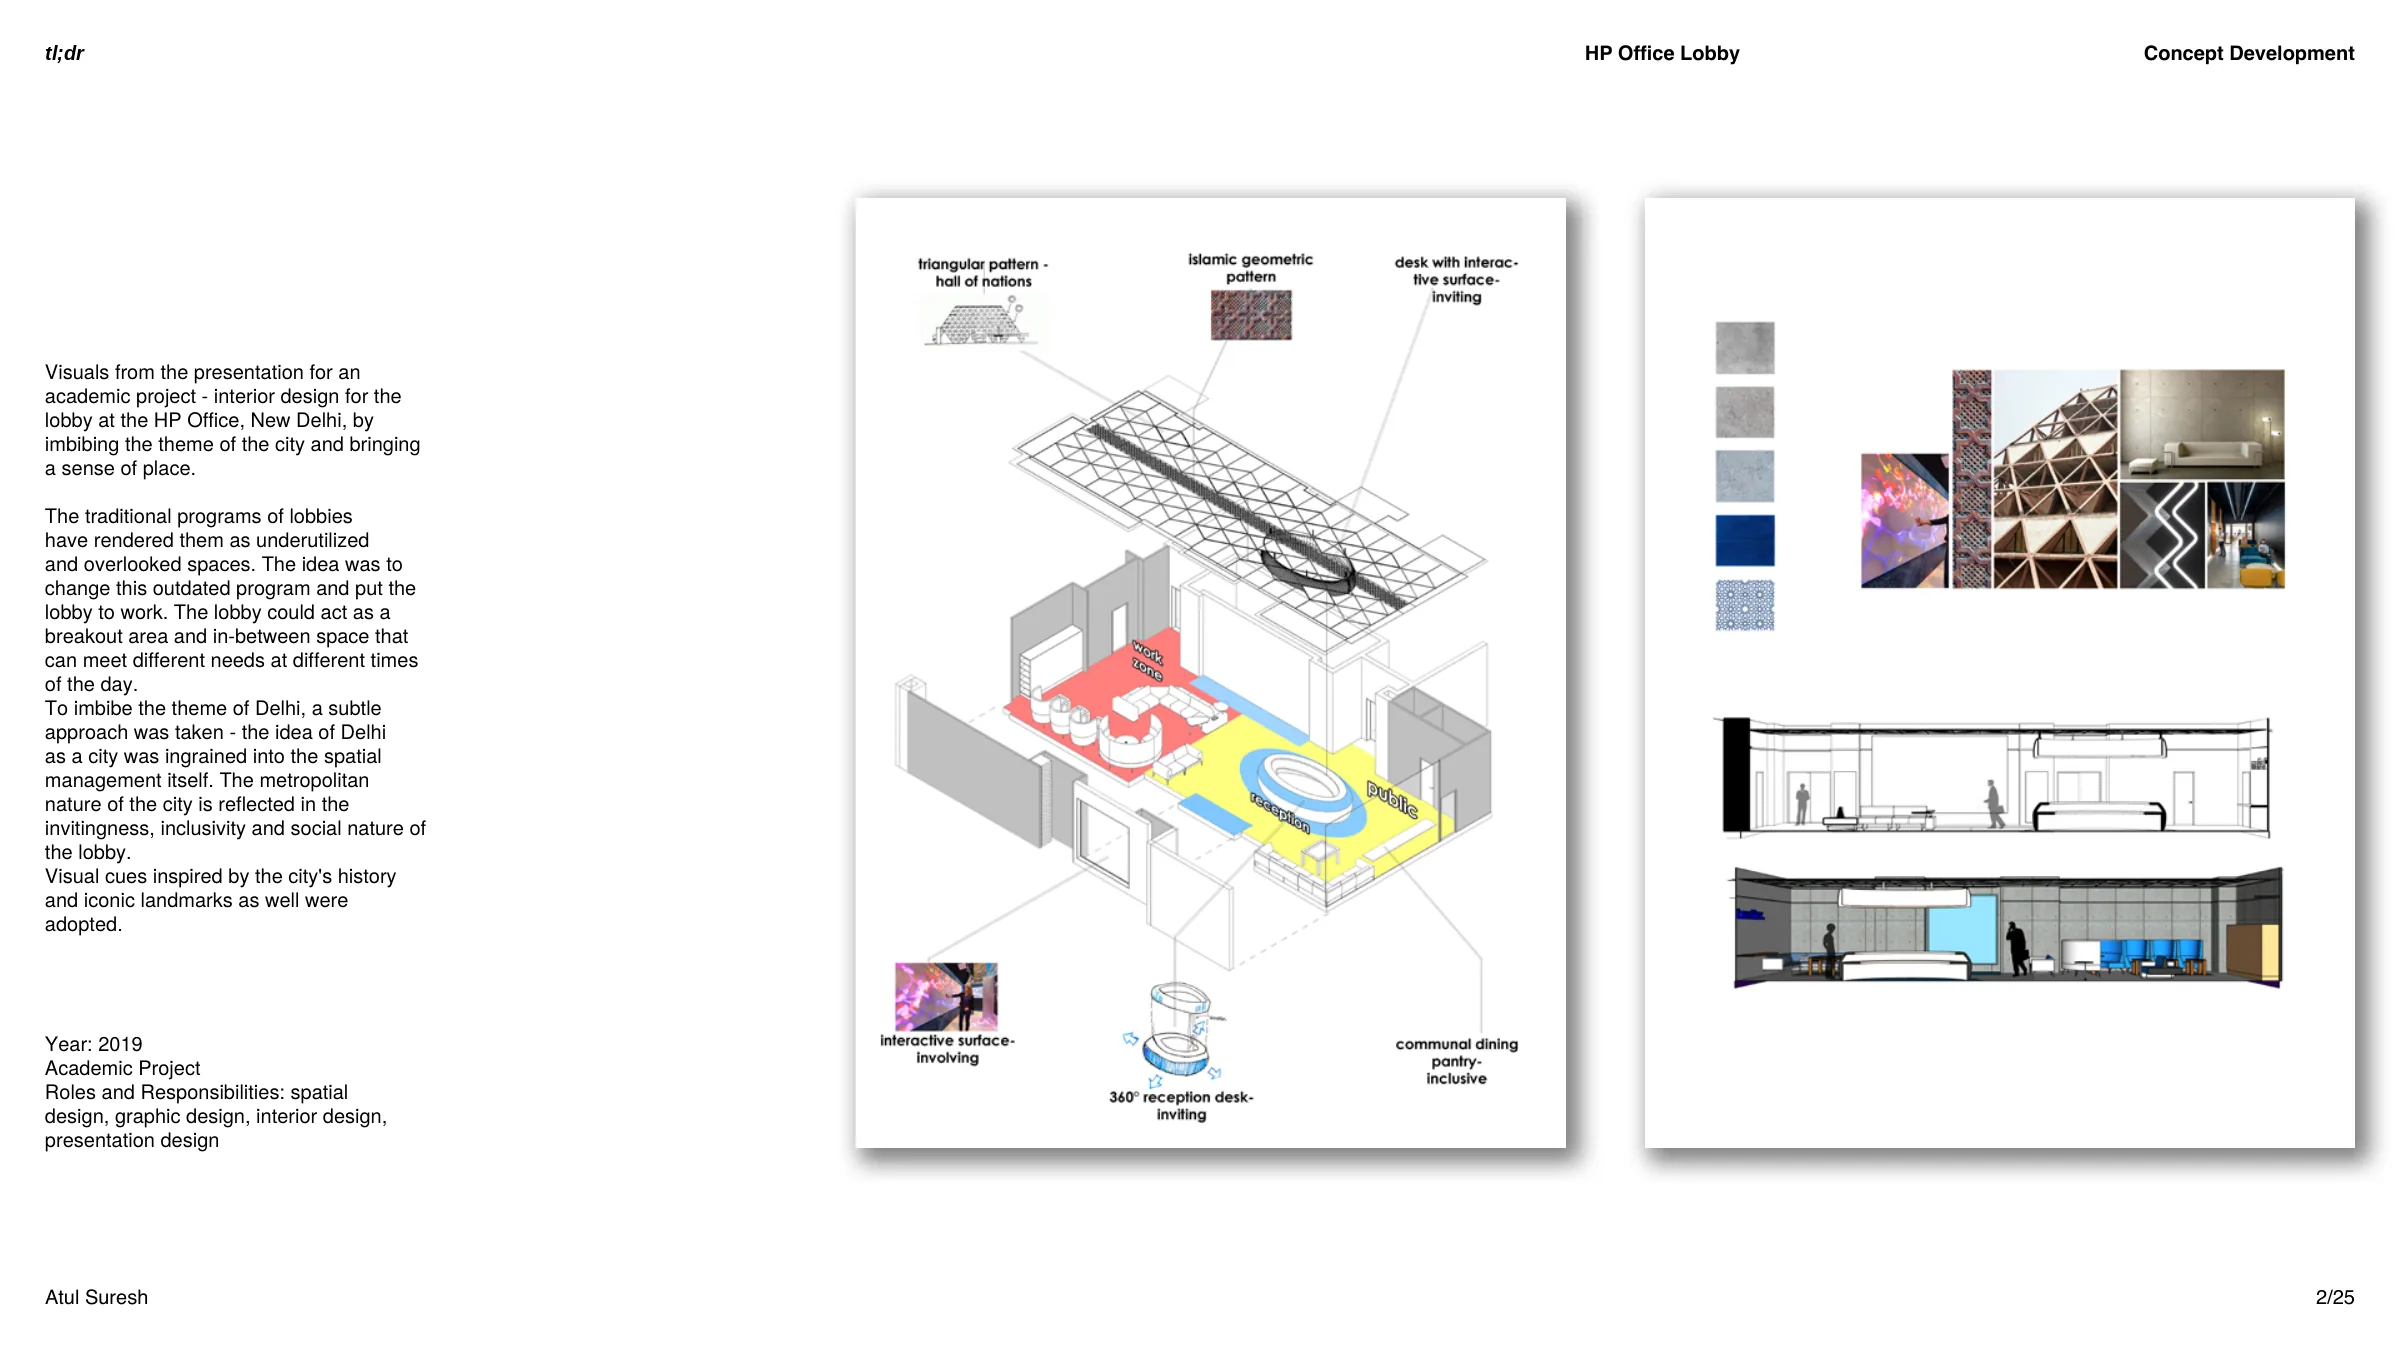 tl;dr
HP Office Lobby
Concept Development
Visuals from the presentation for an
academic project - interior design for the
lobby at the HP Office, New Delhi, by
imbibing the theme of the city and bringing
a sense of place.
The traditional programs of lobbies
have rendered them as underutilized
and overlooked spaces. The idea was to
change this outdated program and put the
lobby to work. The lobby could act as a
breakout area and in-between space that
can meet different needs at different times
of the day.
To imbibe the theme of Delhi, a subtle
approach was taken - the idea of Delhi
as a city was ingrained into the spatial
management itself. The metropolitan
nature of the city is reflected in the
invitingness, inclusivity and social nature of
the lobby.
Visual cues inspired by the city's history
and iconic landmarks as well were
adopted.
Year: 2019
Academic Project
Roles and Responsibilities: spatial
design, graphic design, interior design,
presentation design
triangular pattern -
hall of nations
islamic geometric
pattern
desk with interac-
tive surface-
inviting
work
zone
reception
public
interactive surface-
involving
360° reception desk-
inviting
communal dining
pantry-
inclusive
Atul Suresh
2/25